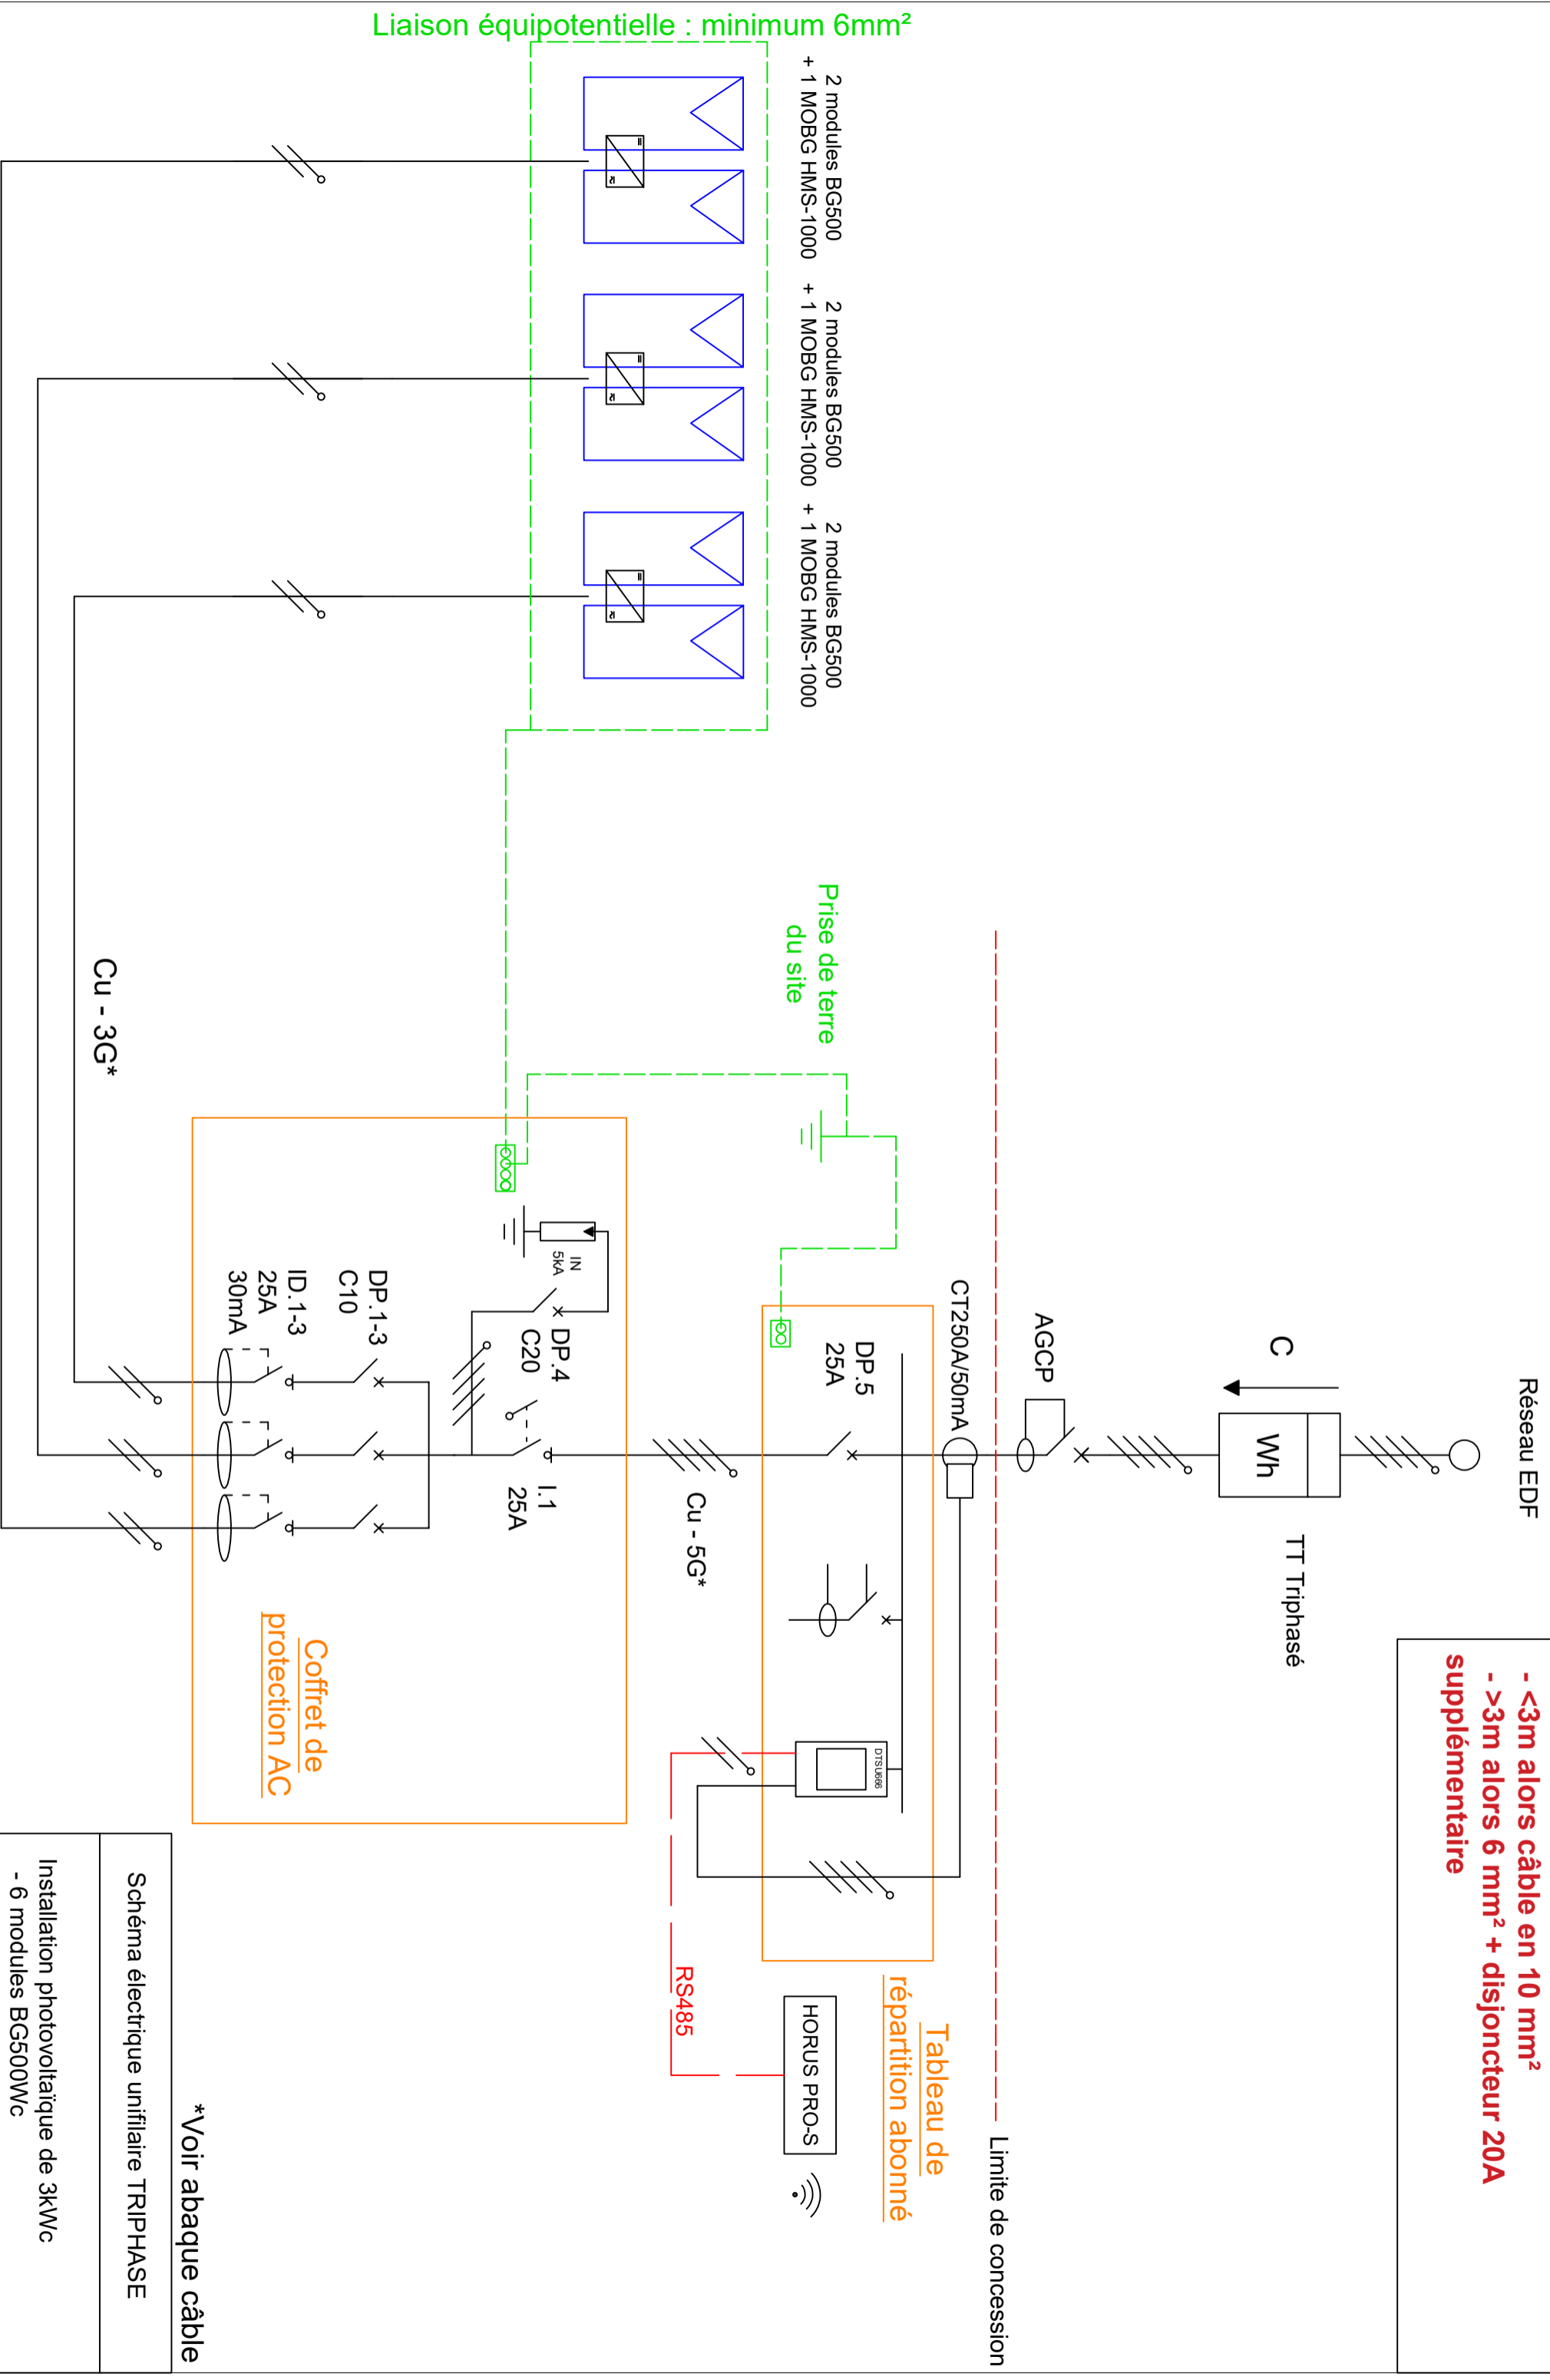 Liaison équipotentielle : minimum 6mm²
2 modules BG500
+ 1 MOBG HMS-1000
2 modules BG500
+ 1 MOBG HMS-1000
2 modules BG500
+ 1 MOBG HMS-1000
Réseau EDF
TT Triphasé
C
Wh
AGCP
CT250A/50mA
- <3m alors câble en 10 mm²
- >3m alors 6 mm² + disjoncteur 20A
supplémentaire
Limite de concession
Prise de terre
du site
DP.5
25A
DTSU666
Tableau de
répartition abonné
HORUS PRO-S
RS485
Cu - 5G*
IN
5kA
DP.4
C20
I.1
25A
DP.1-3
C10
ID.1-3
25A
30mA
Coffret de
protection AC
Cu - 3G*
*Voir abaque câble
Schéma électrique unifilaire TRIPHASE
Installation photovoltaïque de 3kWc
- 6 modules BG500Wc